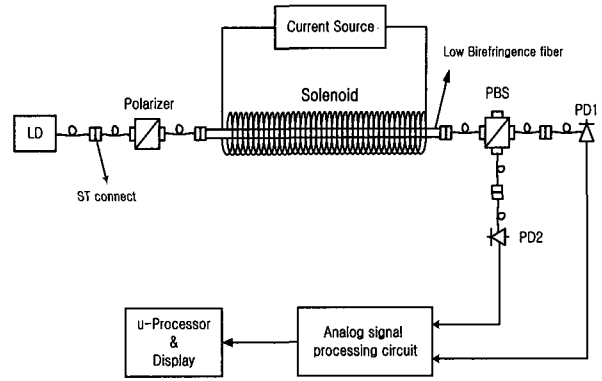 Current Source
Low Birefringence fiber
Solenoid
Polarizer
PBS
PD1
LD
ST connect
PD2
u-Processor
&
Display
Analog signal
processing circuit